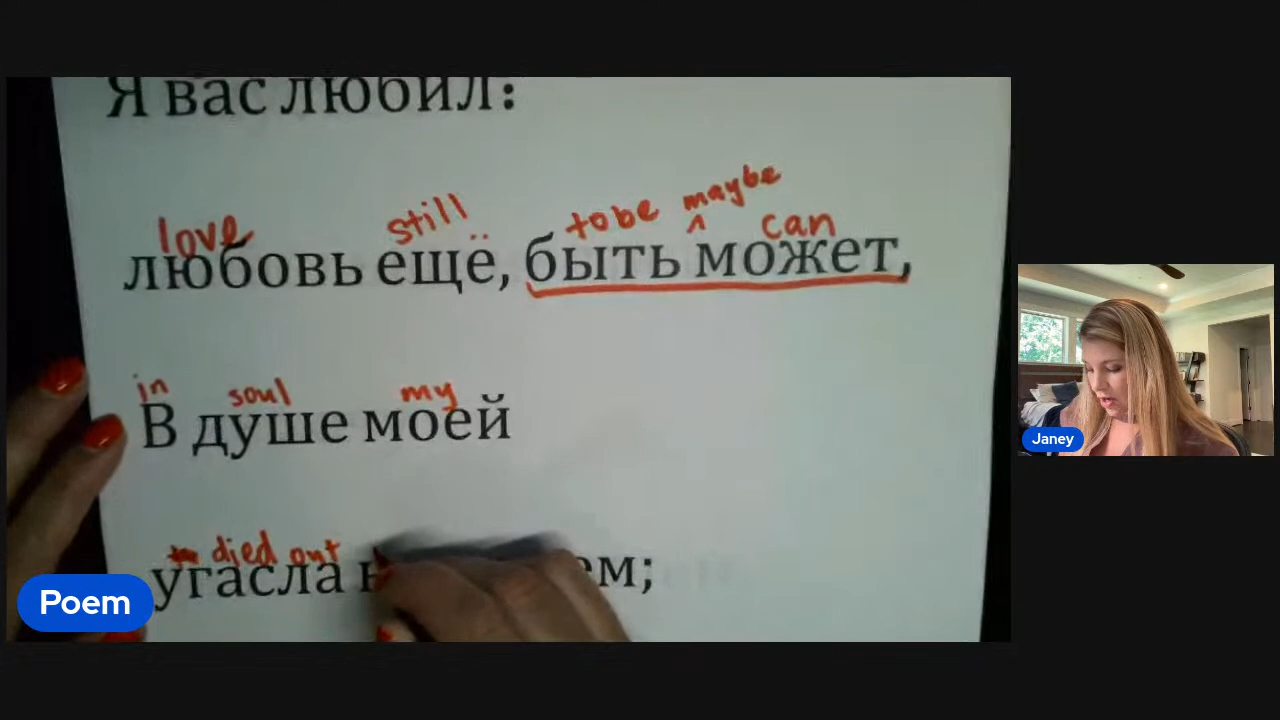 Я вас любил:
love still to be maybe can
любовь ещё, быть может,
in soul my
В душе моей
died out
угасла
Poem
Janey